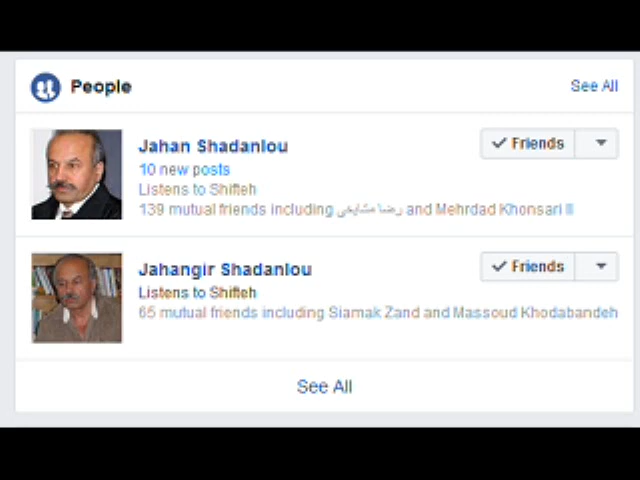 People
See All
Jahan Shadanlou
Friends
10 new posts
Listens to Shifteh
139 mutual friends including رضا مشایخی and Mehrdad Khonsari II
Jahangir Shadanlou
Friends
Listens to Shifteh
65 mutual friends including Siamak Zand and Massoud Khodabandeh
See All